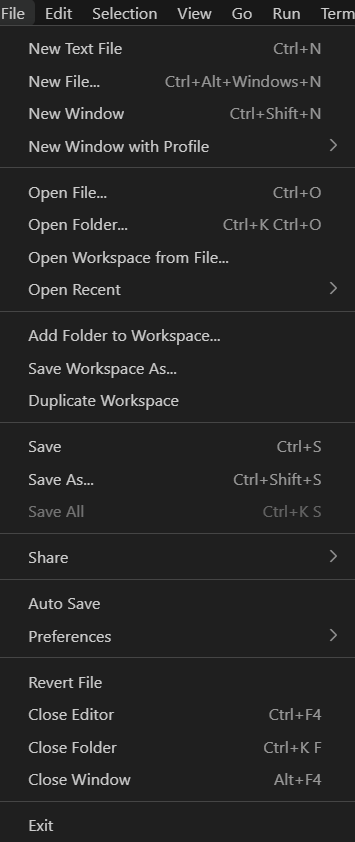 File Edit Selection View Go Run Term
New Text File Ctrl+N
New File... Ctrl+Alt+Windows+N
New Window Ctrl+Shift+N
New Window with Profile
Open File... Ctrl+O
Open Folder... Ctrl+K Ctrl+O
Open Workspace from File...
Open Recent
Add Folder to Workspace...
Save Workspace As...
Duplicate Workspace
Save Ctrl+S
Save As... Ctrl+Shift+S
Save All Ctrl+K S
Share
Auto Save
Preferences
Revert File
Close Editor Ctrl+F4
Close Folder Ctrl+K F
Close Window Alt+F4
Exit